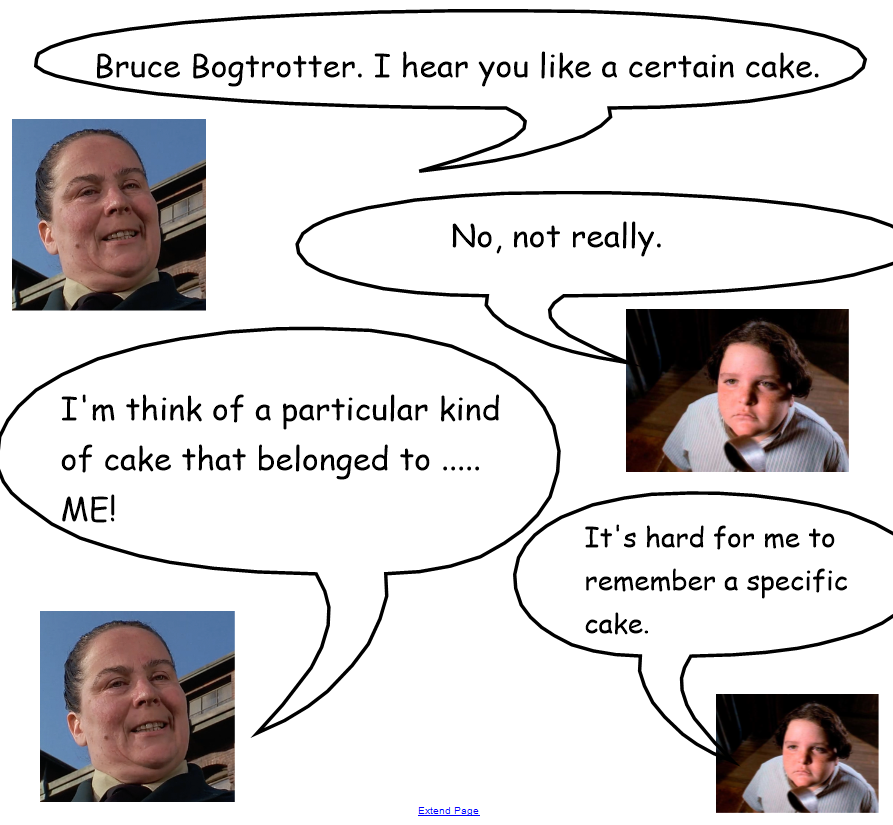 Bruce Bogtrotter. I hear you like a certain cake.
No, not really.
I'm think of a particular kind
of cake that belonged to .....
ME!
It's hard for me to
remember a specific
cake.
Extend Page